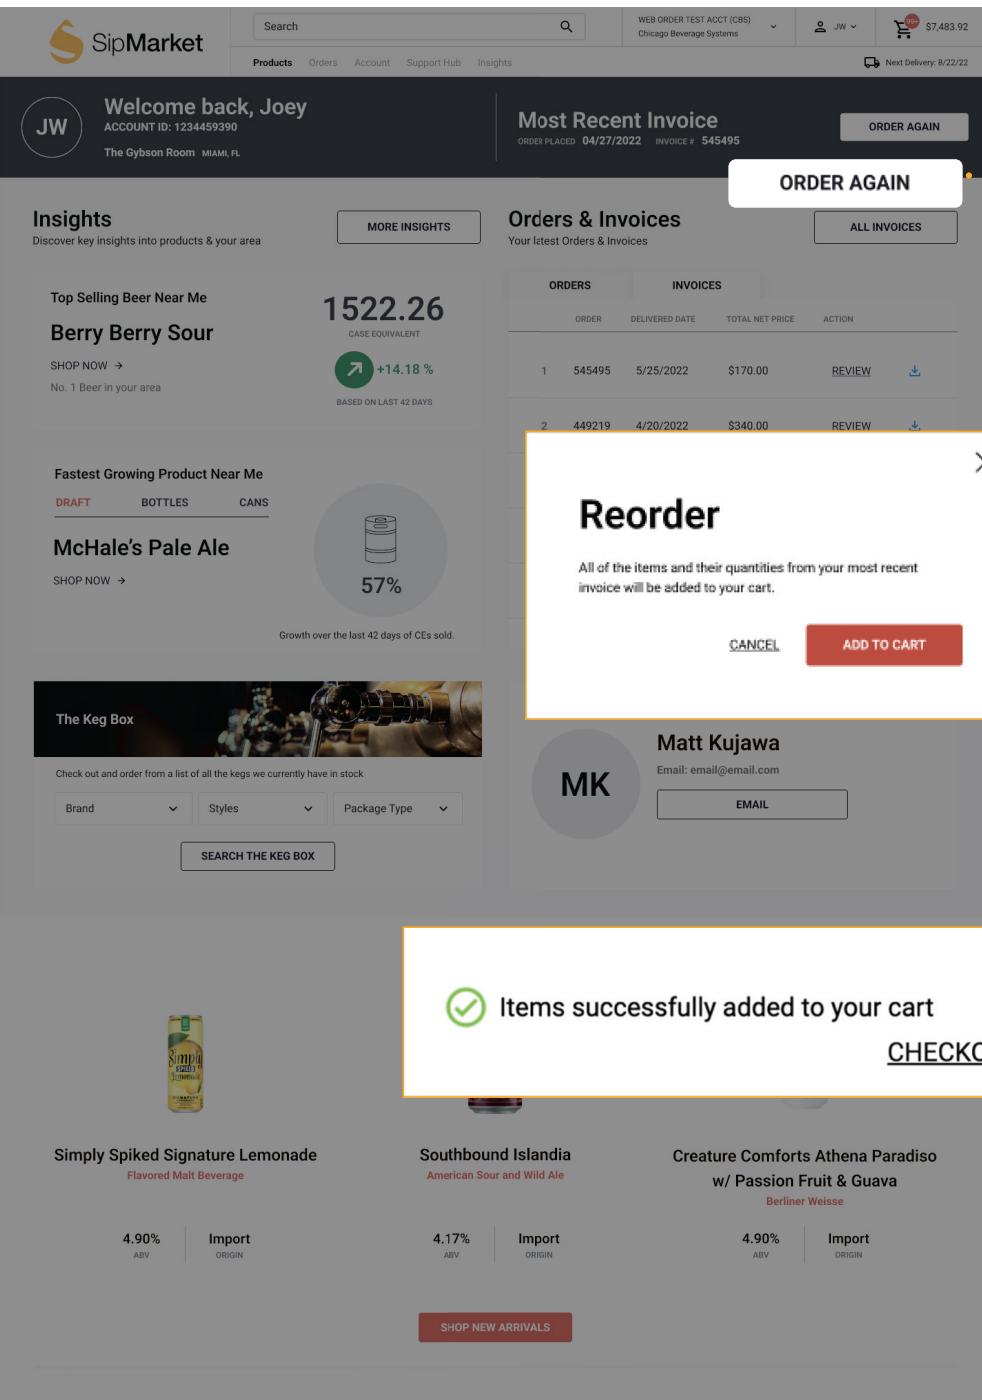 SipMarket
Search
WEB ORDER TEST ACCT (CBS)
Chicago Beverage Systems
JW
99+
$7,483.92
Products Orders Account Support Hub Insights
Next Delivery: 8/22/22
JW
Welcome back, Joey
ACCOUNT ID: 1234459390
The Gybson Room MIAMI, FL
Most Recent Invoice
ORDER PLACED 04/27/2022 INVOICE # 545495
ORDER AGAIN
ORDER AGAIN
Insights
Discover key insights into products & your area
MORE INSIGHTS
Orders & Invoices
Your latest Orders & Invoices
ALL INVOICES
Top Selling Beer Near Me
Berry Berry Sour
SHOP NOW →
No. 1 Beer in your area
1522.26
CASE EQUIVALENT
+14.18 %
BASED ON LAST 42 DAYS
ORDERS INVOICES
ORDER DELIVERED DATE TOTAL NET PRICE ACTION
1 545495 5/25/2022 $170.00 REVIEW
2 449219 4/20/2022 $340.00 REVIEW
Fastest Growing Product Near Me
DRAFT BOTTLES CANS
McHale's Pale Ale
SHOP NOW →
57%
Growth over the last 42 days of CEs sold.
Reorder
All of the items and their quantities from your most recent
invoice will be added to your cart.
CANCEL ADD TO CART
The Keg Box
Check out and order from a list of all the kegs we currently have in stock
Brand Styles Package Type
SEARCH THE KEG BOX
MK
Matt Kujawa
Email: email@email.com
EMAIL
Items successfully added to your cart
CHECKO
Simply
SPIKED
Lemonade
SIGNATURE
Simply Spiked Signature Lemonade
Flavored Malt Beverage
4.90% Import
ABV ORIGIN
Southbound Islandia
American Sour and Wild Ale
4.17% Import
ABV ORIGIN
Creature Comforts Athena Paradiso
w/ Passion Fruit & Guava
Berliner Weisse
4.90% Import
ABV ORIGIN
SHOP NEW ARRIVALS